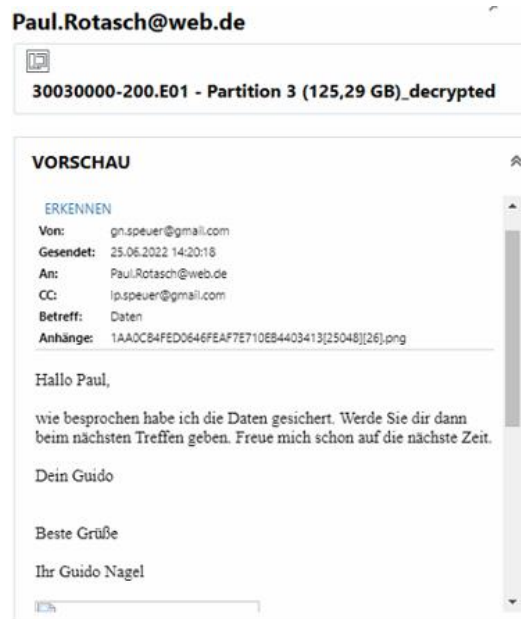 Paul.Rotasch@web.de
30030000-200.E01 - Partition 3 (125,29 GB)_decrypted
VORSCHAU
ERKENNEN
Von: gn.speuer@gmail.com
Gesendet: 25.06.2022 14:20:18
An: Paul.Rotasch@web.de
CC: lp.speuer@gmail.com
Betreff: Daten
Anhänge: 1AA0C84FED0646FEAF7E710EB4403413[25048][26].png
Hallo Paul,
wie besprochen habe ich die Daten gesichert. Werde Sie dir dann
beim nächsten Treffen geben. Freue mich schon auf die nächste Zeit.
Dein Guido
Beste Grüße
Ihr Guido Nagel